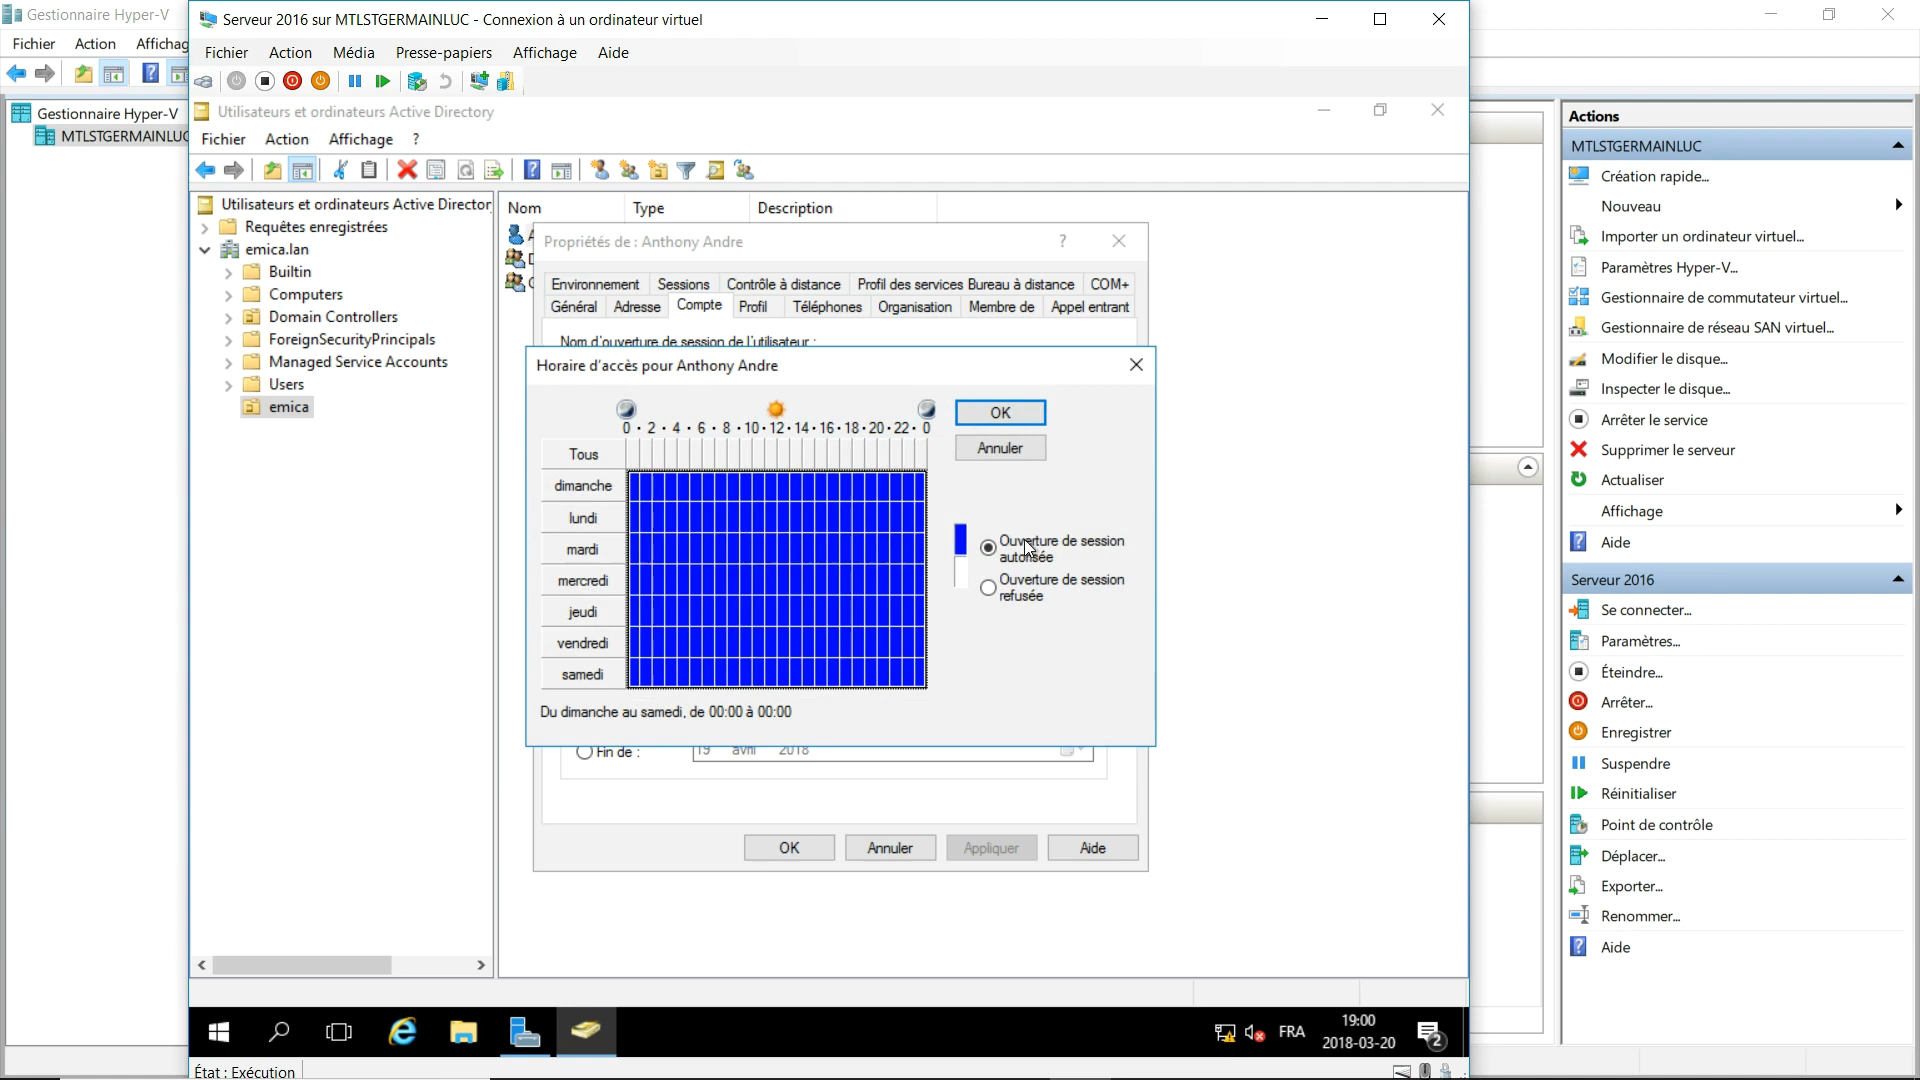 Gestionnaire Hyper-V
Fichier Action Affichag
Gestionnaire Hyper-V
MTLSTGERMAINLUC
Serveur 2016 sur MTLSTGERMAINLUC - Connexion à un ordinateur virtuel
Fichier Action Média Presse-papiers Affichage Aide
Utilisateurs et ordinateurs Active Directory
Fichier Action Affichage ?
Utilisateurs et ordinateurs Active Director
Requêtes enregistrées
emica.lan
Builtin
Computers
Domain Controllers
ForeignSecurityPrincipals
Managed Service Accounts
Users
emica
Nom Type Description
Propriétés de : Anthony Andre ?
Environnement Sessions Contrôle à distance Profil des services Bureau à distance COM+
Général Adresse Compte Profil Téléphones Organisation Membre de Appel entrant
Nom d'ouverture de session de l'utilisateur :
Horaire d'accès pour Anthony Andre
0 · 2 · 4 · 6 · 8 · 10 · 12 · 14 · 16 · 18 · 20 · 22 · 0
Tous
dimanche
lundi
mardi
mercredi
jeudi
vendredi
samedi
OK
Annuler
Ouverture de session
autorisée
Ouverture de session
refusée
Du dimanche au samedi, de 00:00 à 00:00
Fin de : 19 avril 2018
OK Annuler Appliquer Aide
FRA
19:00
2018-03-20
2
État : Exécution
Actions
MTLSTGERMAINLUC
Création rapide...
Nouveau
Importer un ordinateur virtuel...
Paramètres Hyper-V...
Gestionnaire de commutateur virtuel...
Gestionnaire de réseau SAN virtuel...
Modifier le disque...
Inspecter le disque...
Arrêter le service
Supprimer le serveur
Actualiser
Affichage
Aide
Serveur 2016
Se connecter...
Paramètres...
Éteindre...
Arrêter...
Enregistrer
Suspendre
Réinitialiser
Point de contrôle
Déplacer...
Exporter...
Renommer...
Aide